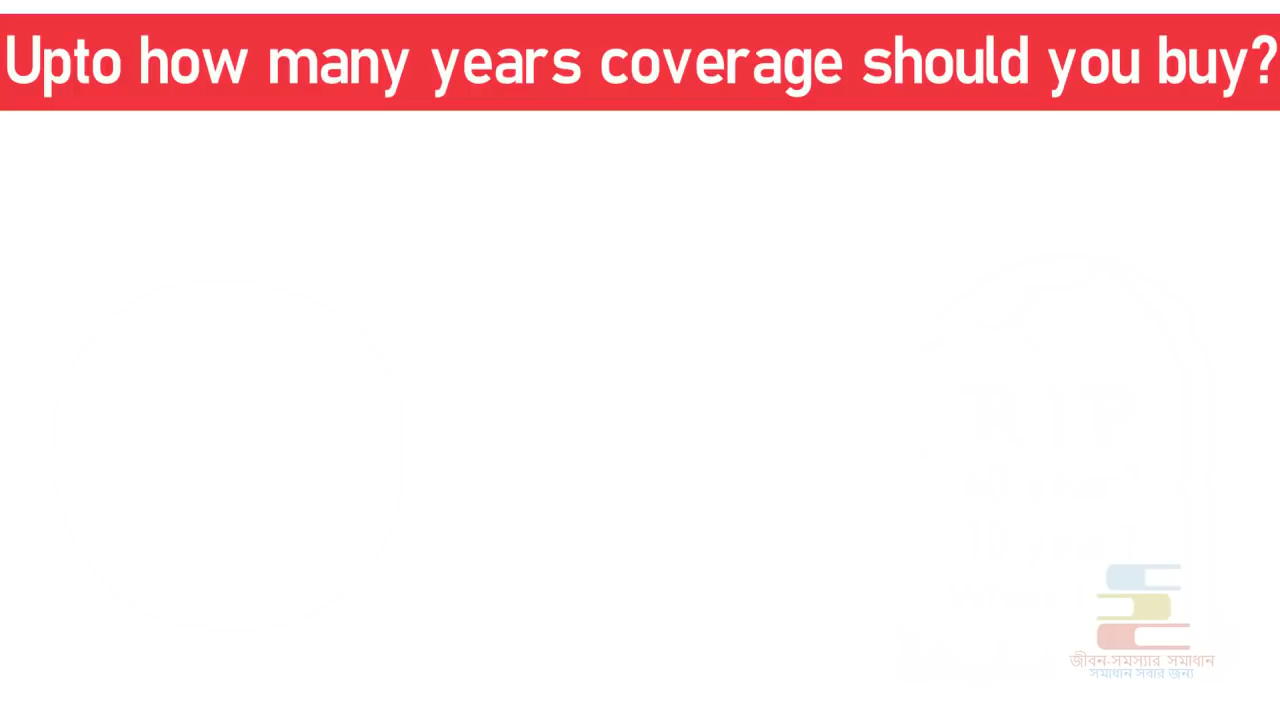 Upto how many years coverage should you buy?
জীবন-সমস্যার সমাধান
সমাধান সবার জন্য